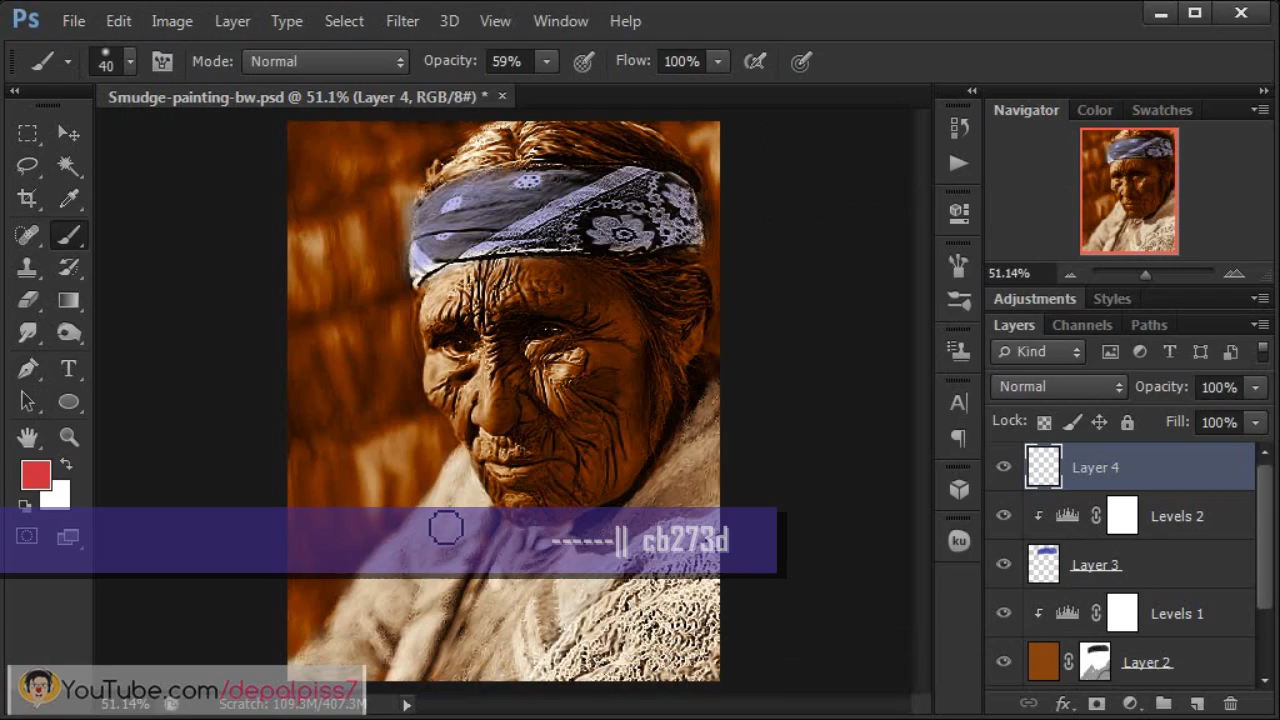 Ps File Edit Image Layer Type Select Filter 3D View Window Help
40 Mode: Normal Opacity: 59% Flow: 100%
Smudge-painting-bw.psd @ 51.1% (Layer 4, RGB/8#) * ×
Navigator Color Swatches
51.14%
Adjustments Styles
Layers Channels Paths
Kind
Normal Opacity: 100%
Lock: Fill: 100%
Layer 4
Levels 2
Layer 3
Levels 1
Layer 2
ku
------|| cb273d
YouTube.com/depalpiss7
51.14% Scratch: 109.3M/407.3M
fx